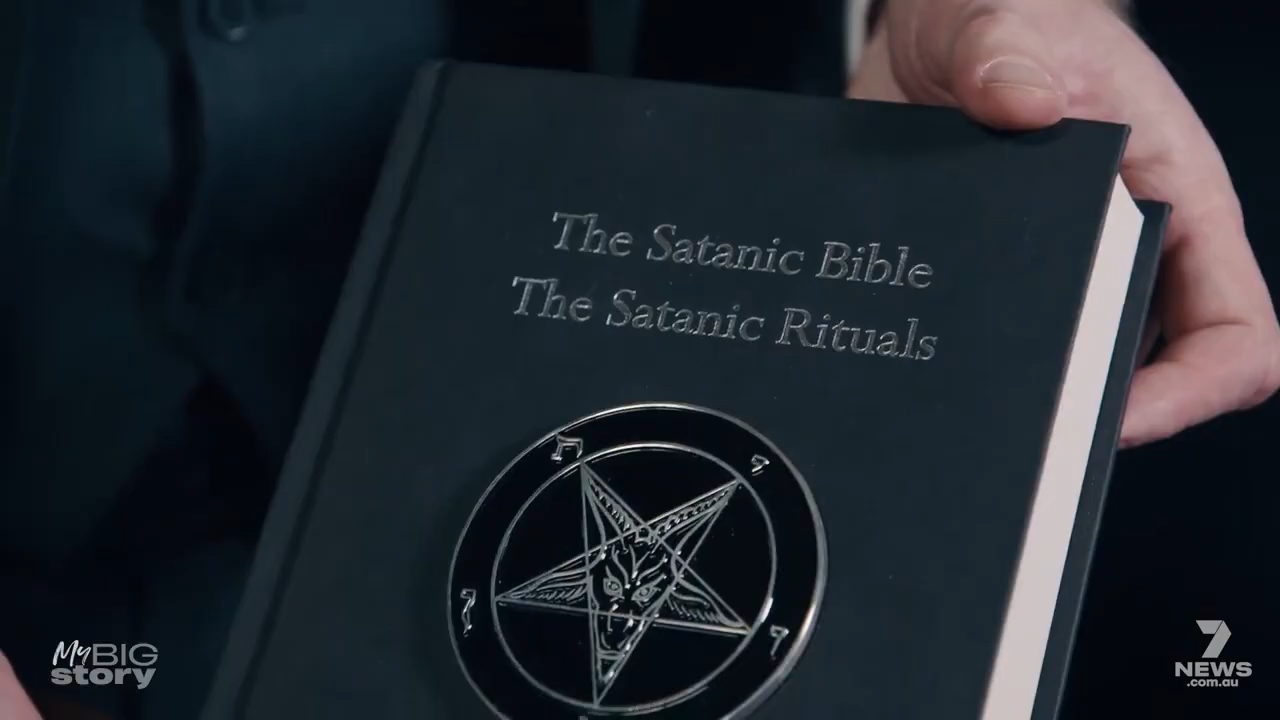 The Satanic Bible
The Satanic Rituals
ת
י
ו
ן
My BIG
story
7
NEWS
.com.au